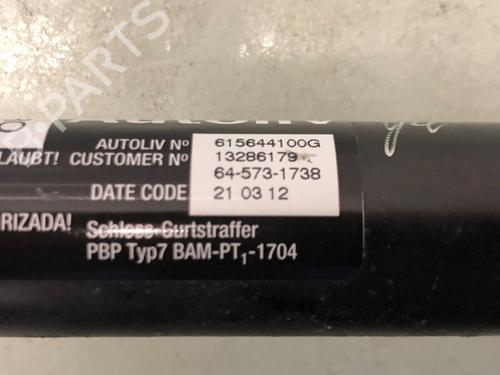 AUTOLIV Nº 615644100G
LAUBT! CUSTOMER Nº 13286179
64-573-1738
DATE CODE 21 03 12
RIZADA! Schloss-Gurtstraffer
PBP Typ7 BAM-PT1-1704